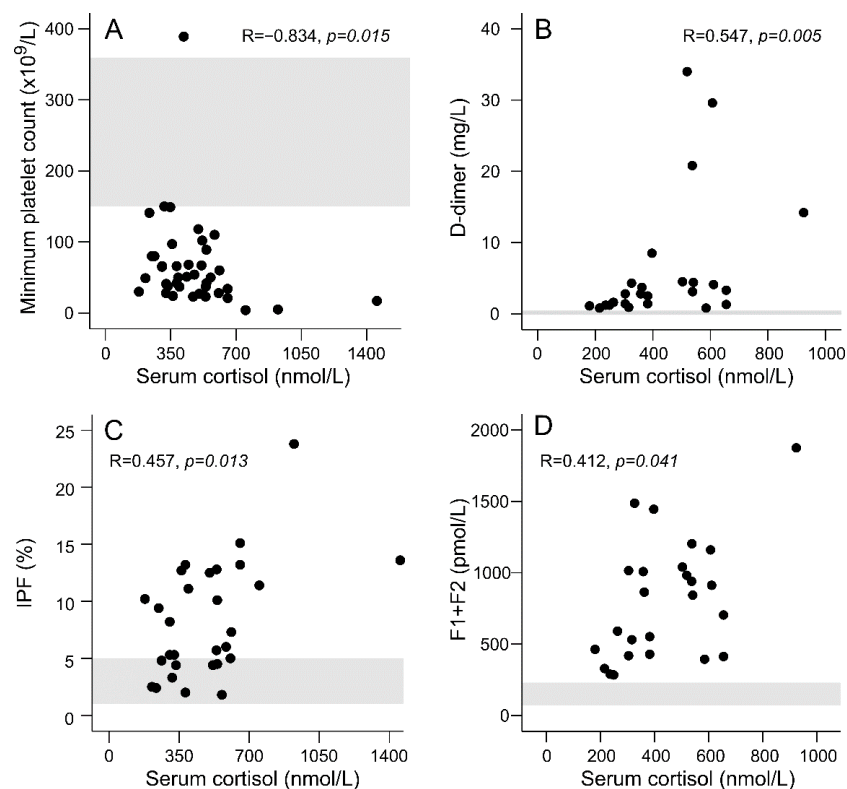 A
R=−0.834, p=0.015
Minimum platelet count (x10⁹/L)
400
300
200
100
0
0 350 700 1050 1400
Serum cortisol (nmol/L)
B
R=0.547, p=0.005
D-dimer (mg/L)
40
30
20
10
0
0 200 400 600 800 1000
Serum cortisol (nmol/L)
C
R=0.457, p=0.013
IPF (%)
25
20
15
10
5
0
0 350 700 1050 1400
Serum cortisol (nmol/L)
D
R=0.412, p=0.041
F1+F2 (pmol/L)
2000
1500
1000
500
0
0 200 400 600 800 1000
Serum cortisol (nmol/L)